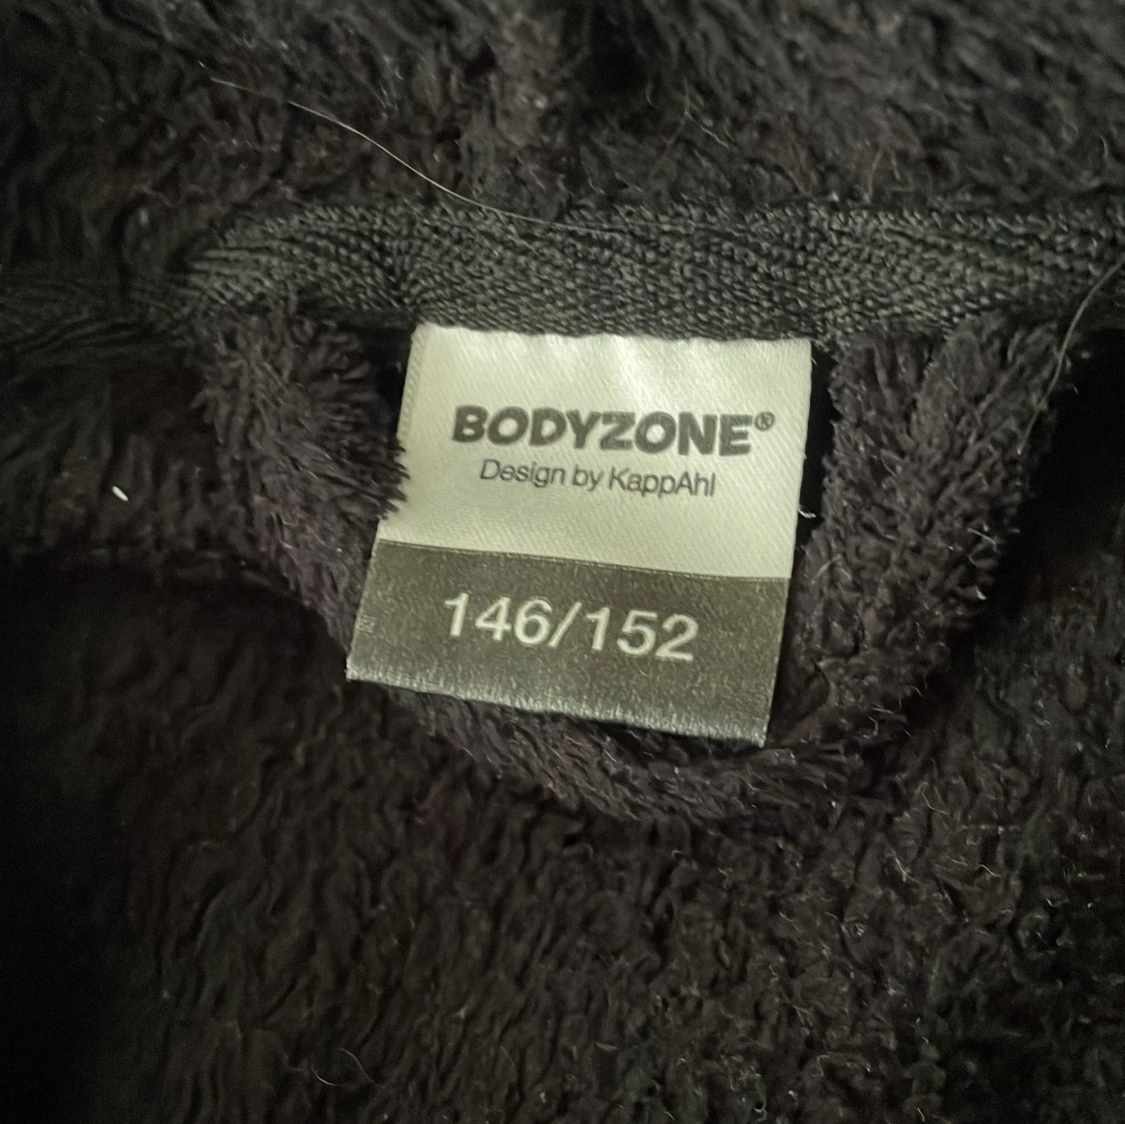 BODYZONE®
Design by KappAhl
146/152